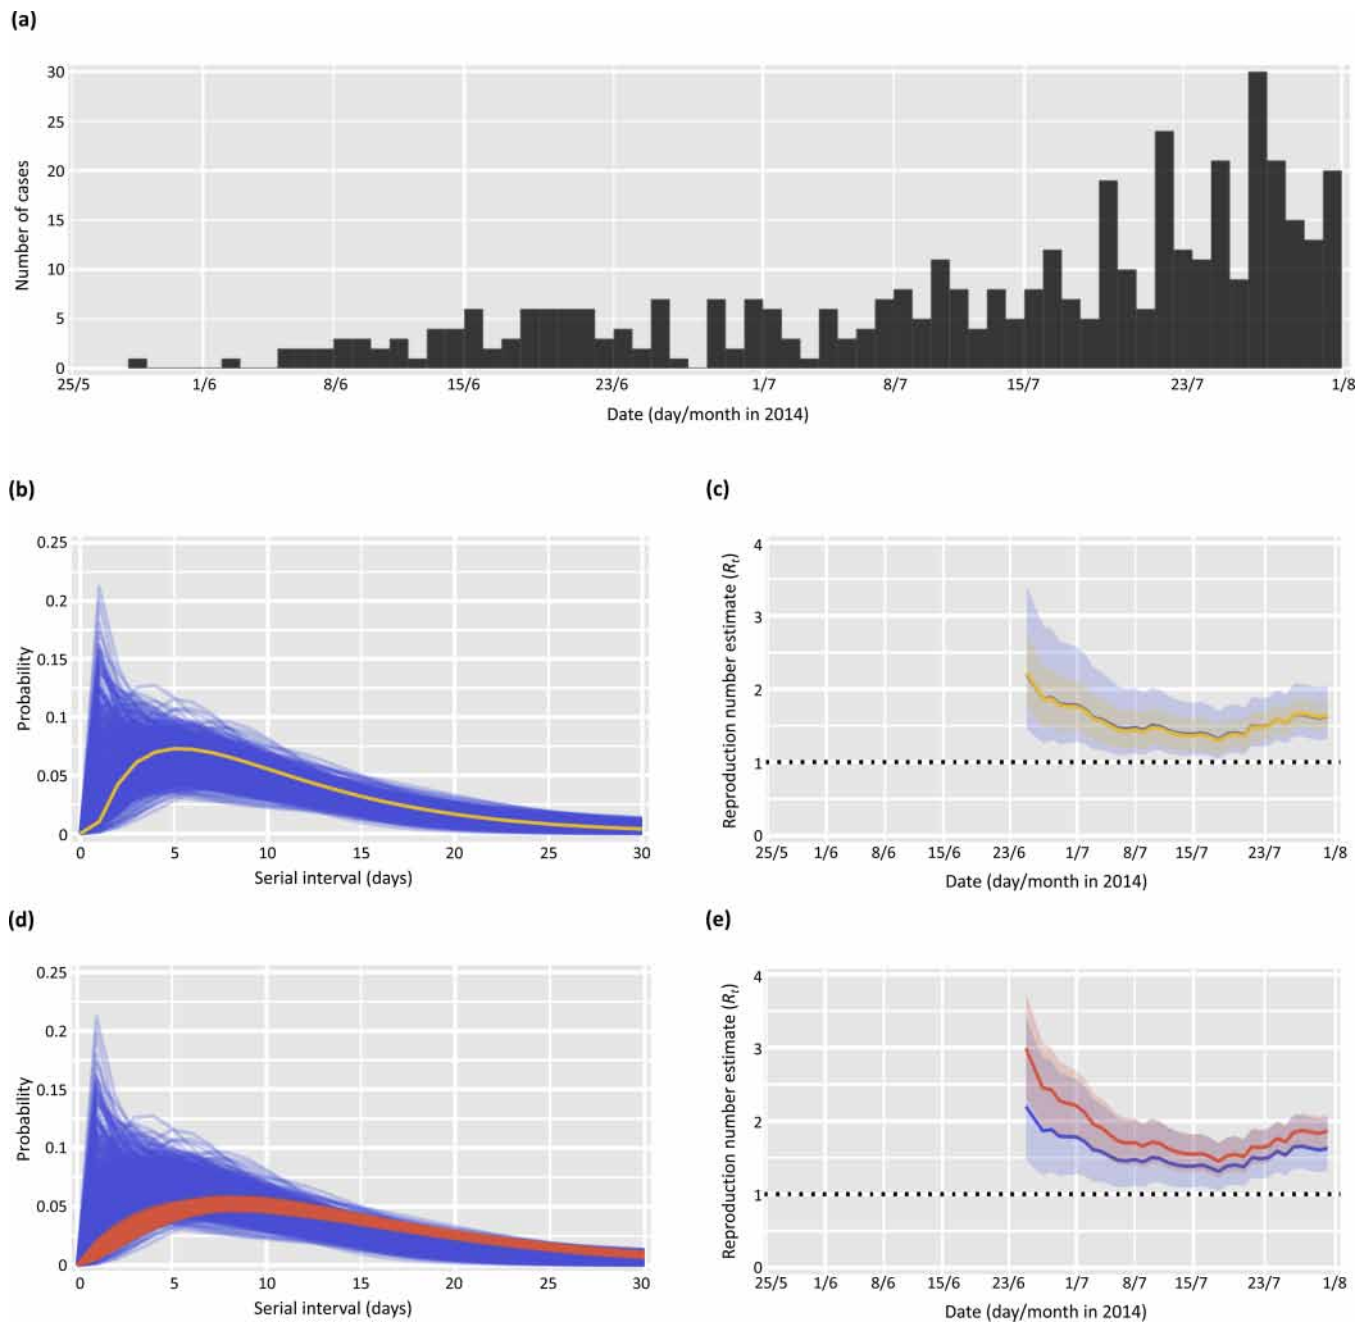 (a)
Number of cases
30
25
20
15
10
5
0
25/5 1/6 8/6 15/6 23/6 1/7 8/7 15/7 23/7 1/8
Date (day/month in 2014)
(b)
Probability
0.25
0.2
0.15
0.1
0.05
0
0 5 10 15 20 25 30
Serial interval (days)
(c)
Reproduction number estimate (Rt)
4
3
2
1
0
25/5 1/6 8/6 15/6 23/6 1/7 8/7 15/7 23/7 1/8
Date (day/month in 2014)
(d)
Probability
0.25
0.2
0.15
0.1
0.05
0
0 5 10 15 20 25 30
Serial interval (days)
(e)
Reproduction number estimate (Rt)
4
3
2
1
0
25/5 1/6 8/6 15/6 23/6 1/7 8/7 15/7 23/7 1/8
Date (day/month in 2014)